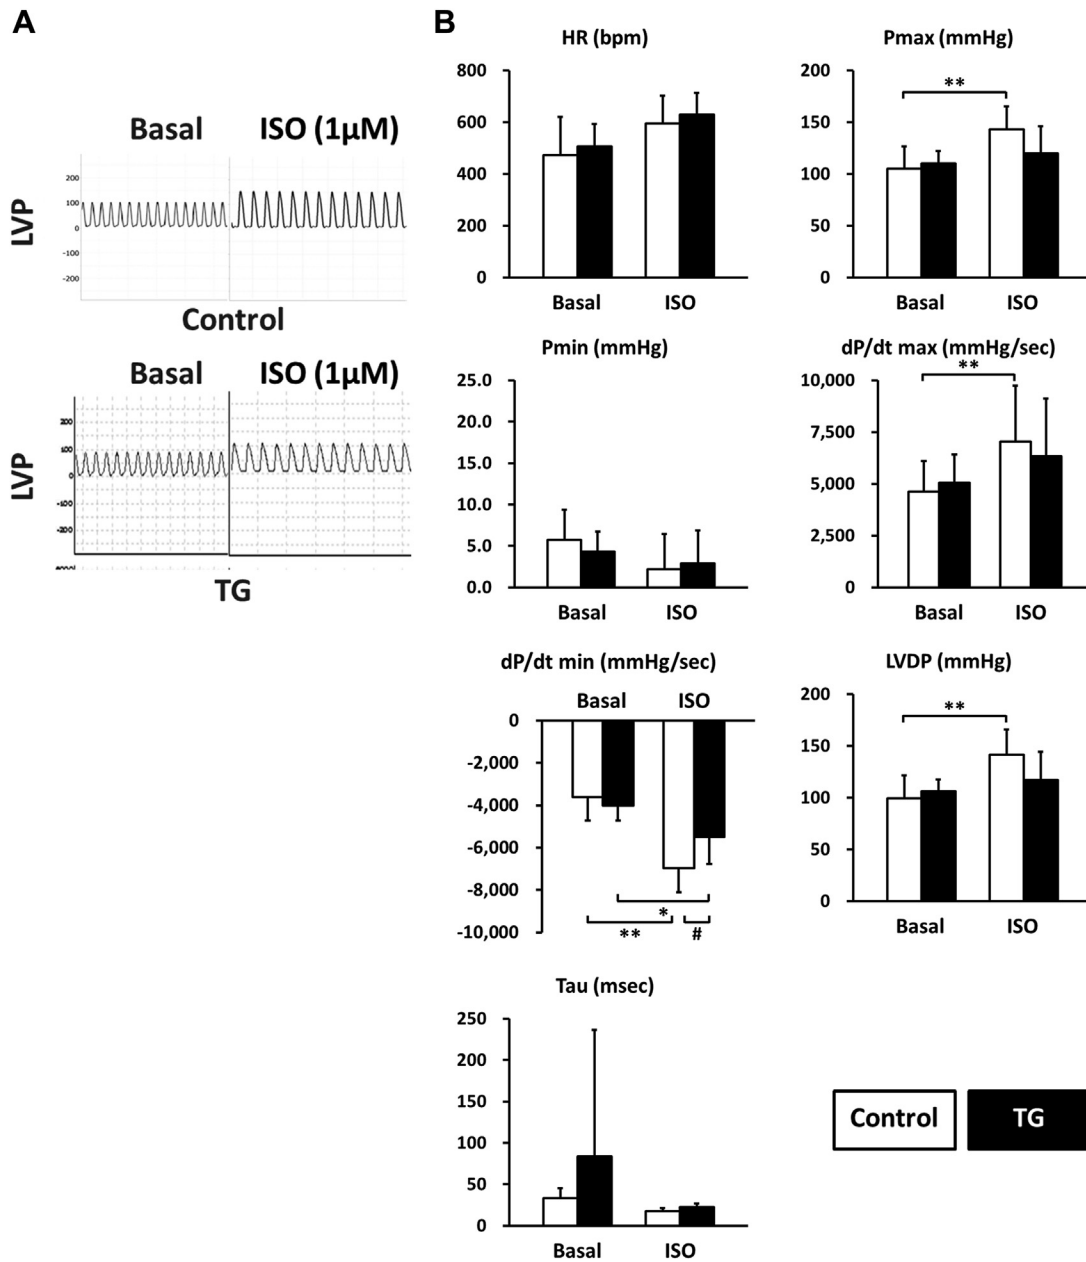 A
Basal ISO (1μM)
LVP
200
100
0
-100
-200
Control
Basal ISO (1μM)
LVP
200
100
0
-100
-200
TG
B
HR (bpm)
800
600
400
200
0
Basal ISO
Pmax (mmHg)
200
150
100
50
0
**
Basal ISO
Pmin (mmHg)
25.0
20.0
15.0
10.0
5.0
0.0
Basal ISO
dP/dt max (mmHg/sec)
**
10,000
7,500
5,000
2,500
0
Basal ISO
dP/dt min (mmHg/sec)
Basal ISO
0
-2,000
-4,000
-6,000
-8,000
-10,000
*
** #
LVDP (mmHg)
200
150
100
50
0
**
Basal ISO
Tau (msec)
250
200
150
100
50
0
Basal ISO
Control TG